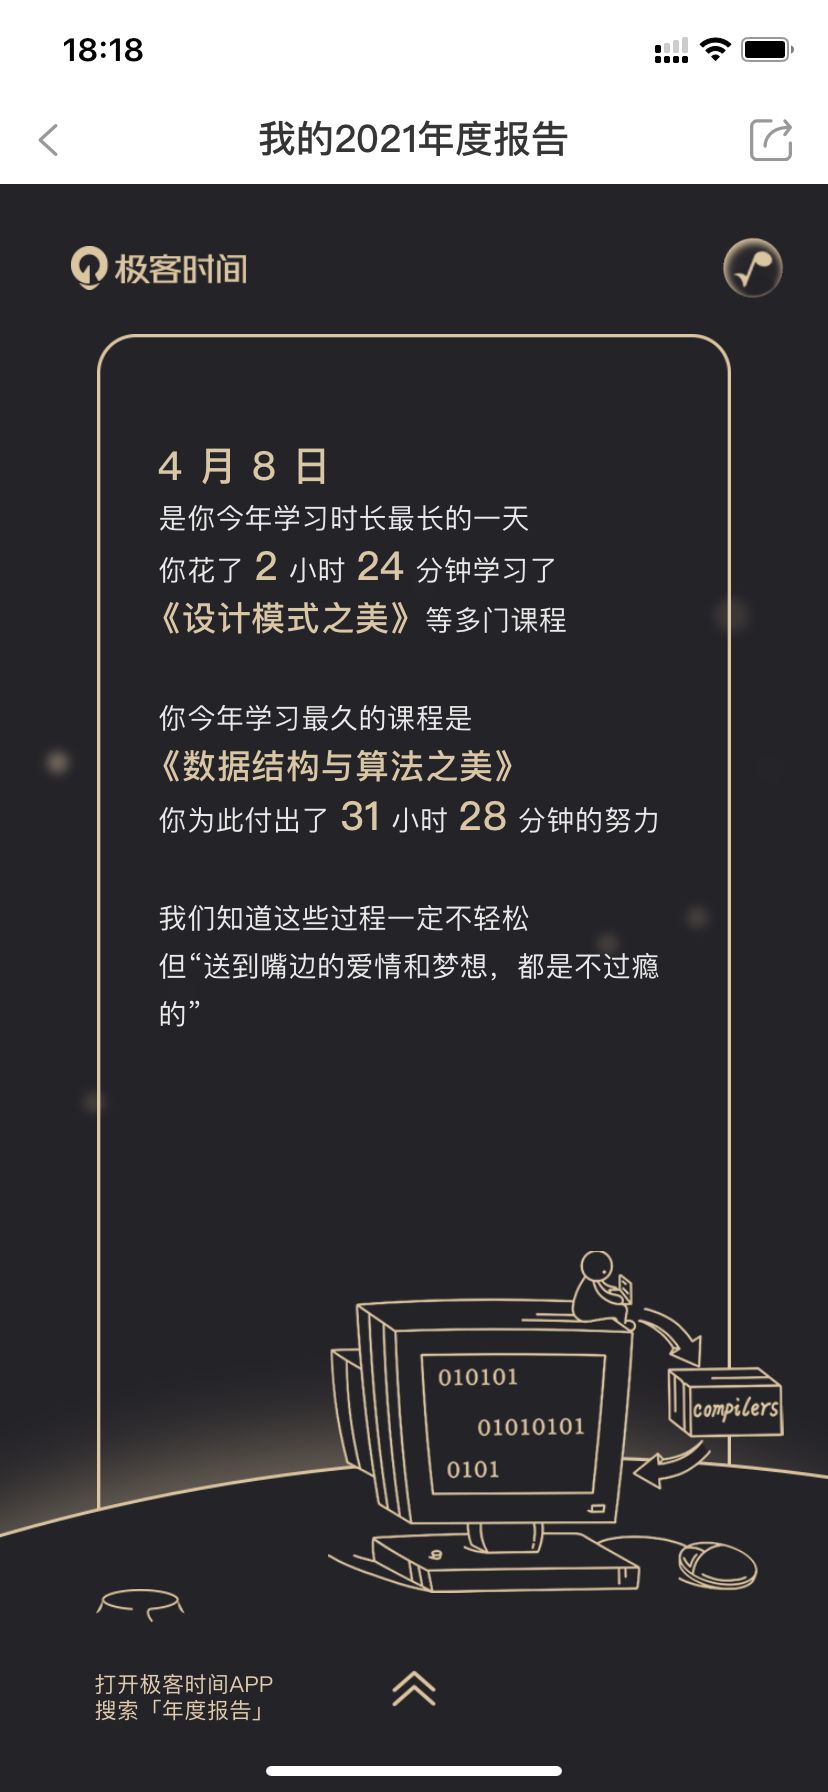 18:18
我的2021年度报告
极客时间
4 月 8 日
是你今年学习时长最长的一天
你花了 2 小时 24 分钟学习了
《设计模式之美》等多门课程
你今年学习最久的课程是
《数据结构与算法之美》
你为此付出了 31 小时 28 分钟的努力
我们知道这些过程一定不轻松
但“送到嘴边的爱情和梦想，都是不过瘾
的”
010101
01010101
0101
compilers
打开极客时间APP
搜索「年度报告」